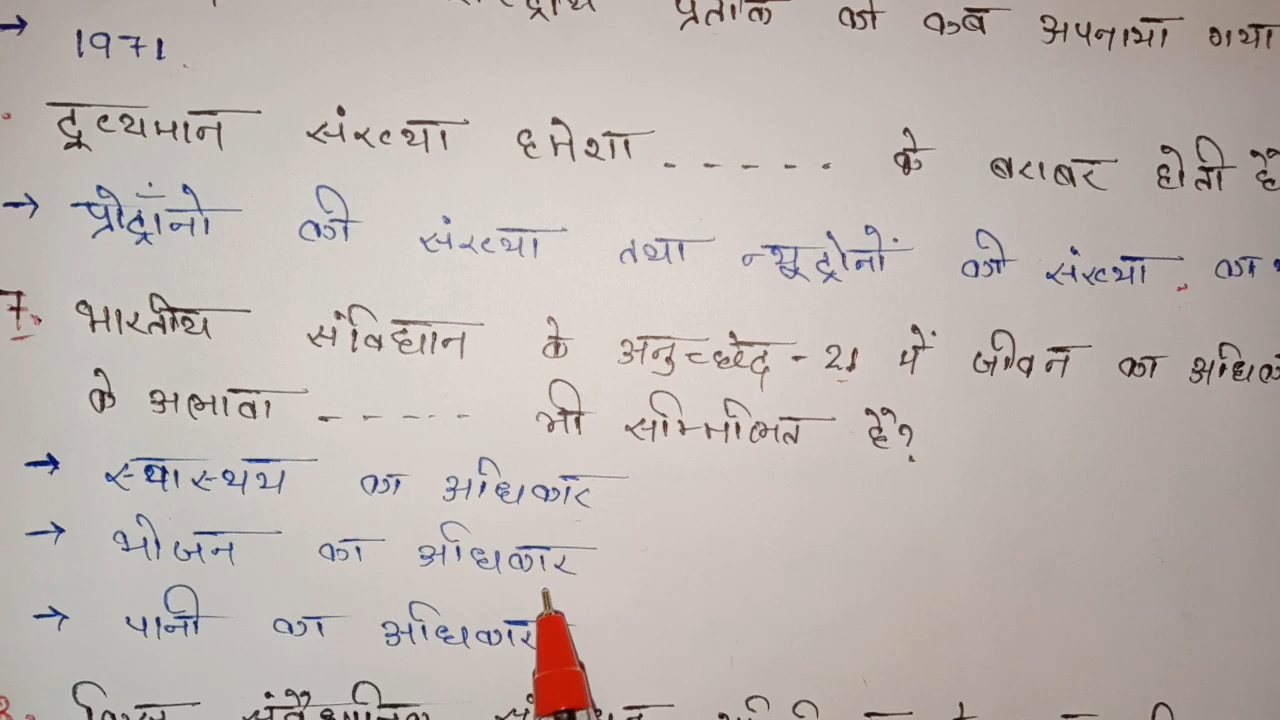 प्रतीक को कब अपनाया गया
→ 1971.
द्रव्यमान संख्या हमेशा - - - - - के बराबर होती है
→ प्रोट्रॉनों की संख्या तथा न्यूट्रोनों की संख्या . का
7. भारतीय संविधान के अनुच्छेद - 21 में जीवन का
के अलावा - - - - - भी सम्मिलित है?
→ स्वास्थय का अधिकार
→ भोजन का अधिकार
→ पानी का अधिकार